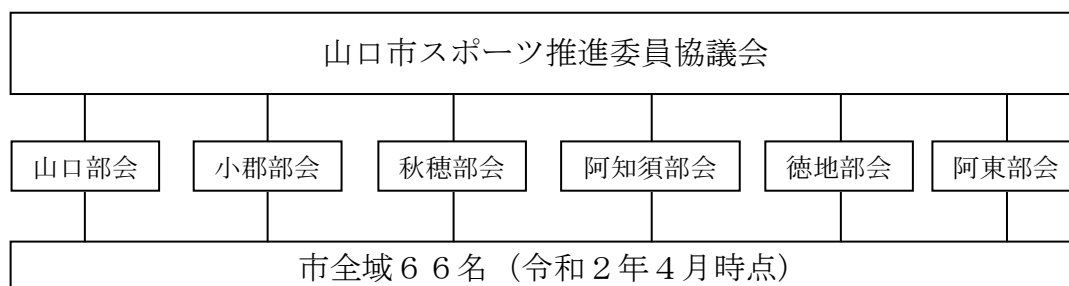 山口市スポーツ推進委員協議会
山口部会 小郡部会 秋穂部会 阿知須部会 徳地部会 阿東部会
市全域６６名（令和２年４月時点）